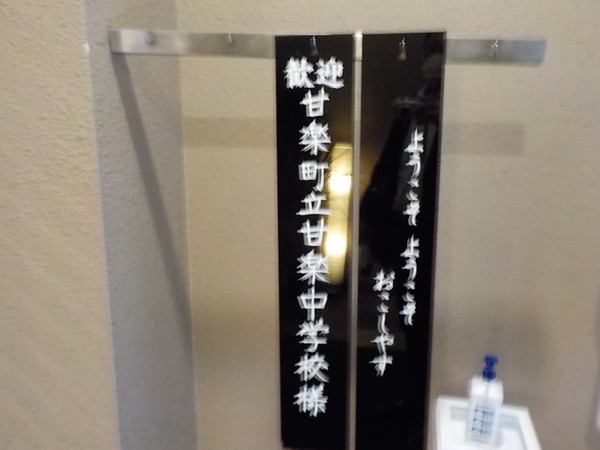 ようこそ ようこそ
おこしやす
歓迎
甘楽町立甘楽中学校様